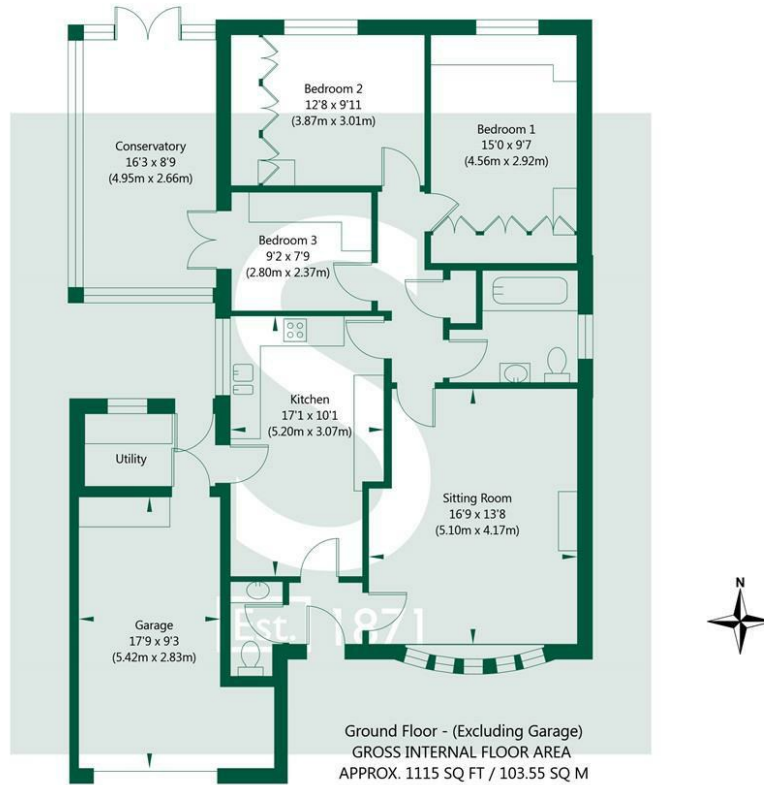 Conservatory
16'3 x 8'9
(4.95m x 2.66m)
Bedroom 2
12'8 x 9'11
(3.87m x 3.01m)
Bedroom 1
15'0 x 9'7
(4.56m x 2.92m)
Bedroom 3
9'2 x 7'9
(2.80m x 2.37m)
Kitchen
17'1 x 10'1
(5.20m x 3.07m)
Utility
Sitting Room
16'9 x 13'8
(5.10m x 4.17m)
Garage
17'9 x 9'3
(5.42m x 2.83m)
S
Est. 1871
N
Ground Floor - (Excluding Garage)
GROSS INTERNAL FLOOR AREA
APPROX. 1115 SQ FT / 103.55 SQ M